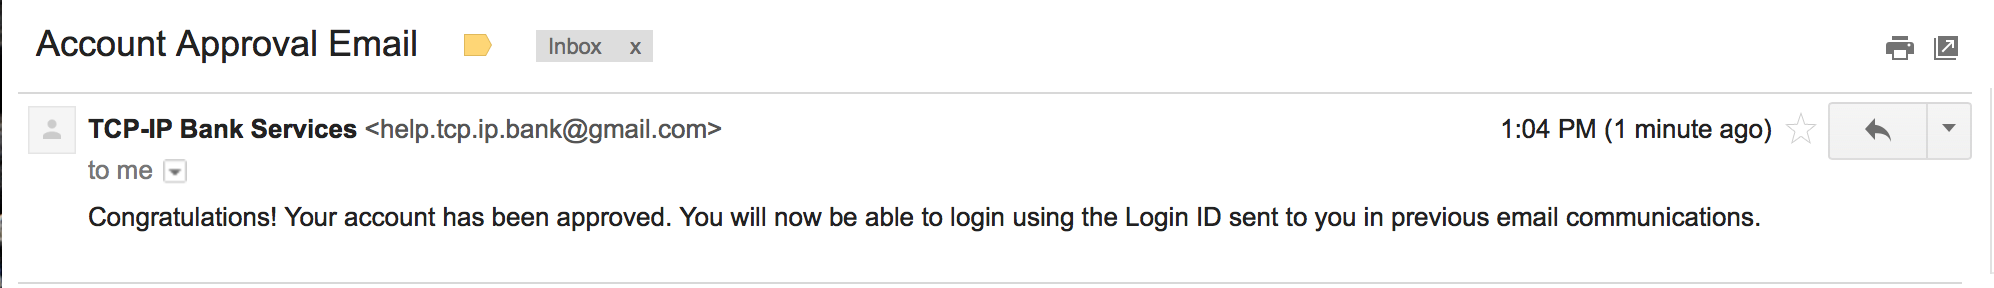 Account Approval Email Inbox x
TCP-IP Bank Services <help.tcp.ip.bank@gmail.com> 1:04 PM (1 minute ago)
to me
Congratulations! Your account has been approved. You will now be able to login using the Login ID sent to you in previous email communications.